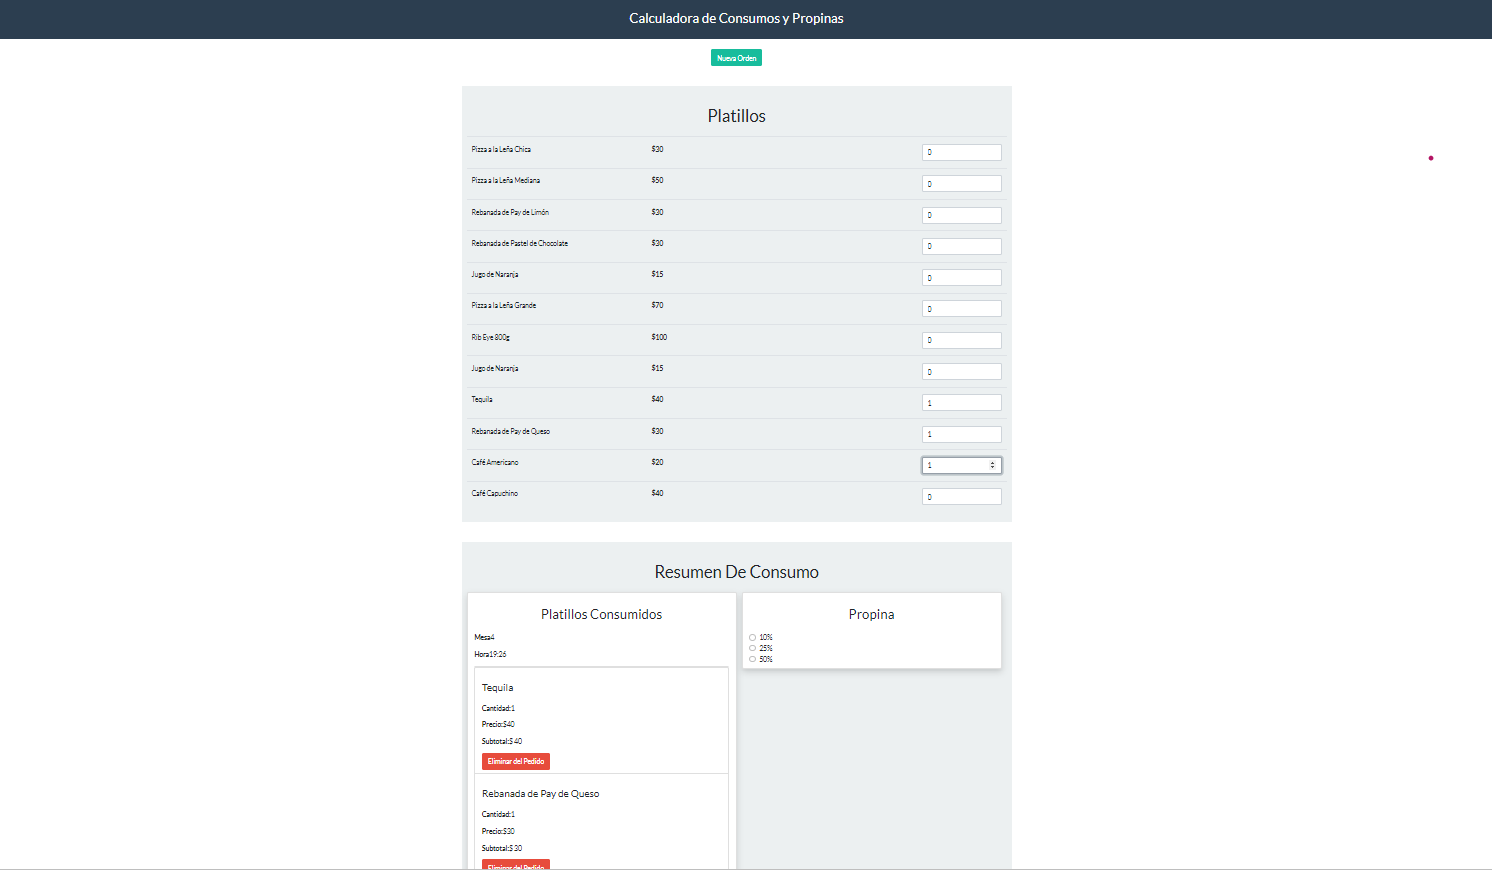 Calculadora de Consumos y Propinas
Nueva Orden
Platillos
Pizza a la Leña Chica $30 0
Pizza a la Leña Mediana $50 0
Rebanada de Pay de Limón $30 0
Rebanada de Pastel de Chocolate $30 0
Jugo de Naranja $15 0
Pizza a la Leña Grande $70 0
Rib Eye 800g $100 0
Jugo de Naranja $15 0
Tequila $40 1
Rebanada de Pay de Queso $30 1
Café Americano $20 1
Café Capuchino $40 0
Resumen De Consumo
Platillos Consumidos
Mesa4
Hora19:26
Tequila
Cantidad:1
Precio:$40
Subtotal:$ 40
Eliminar del Pedido
Rebanada de Pay de Queso
Cantidad:1
Precio:$30
Subtotal:$ 30
Eliminar del Pedido
Propina
10%
25%
50%